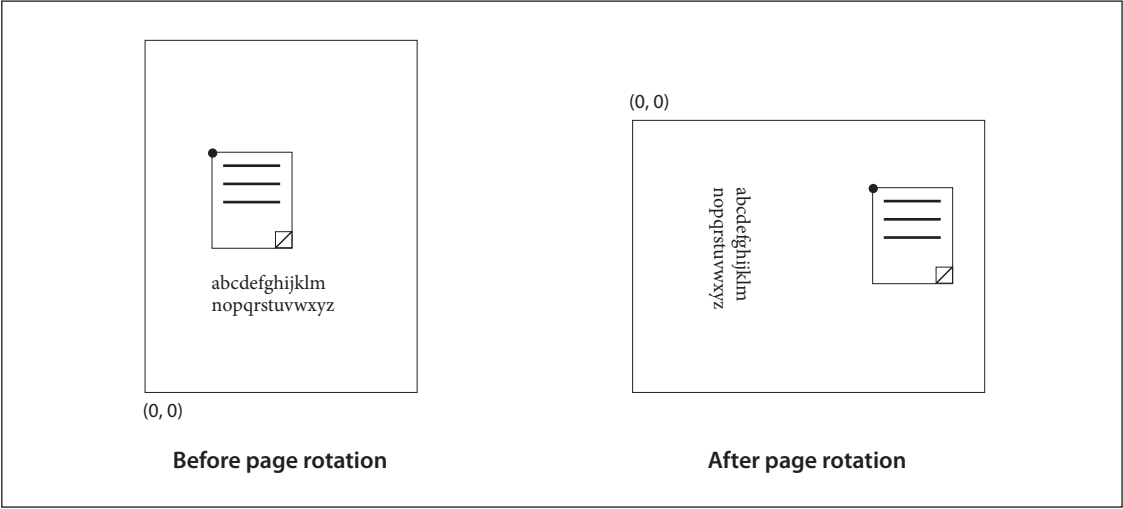 (0, 0)
abcdefghijklm
nopqrstuvwxyz
(0, 0)
abcdefghijklm
nopqrstuvwxyz
Before page rotation
After page rotation